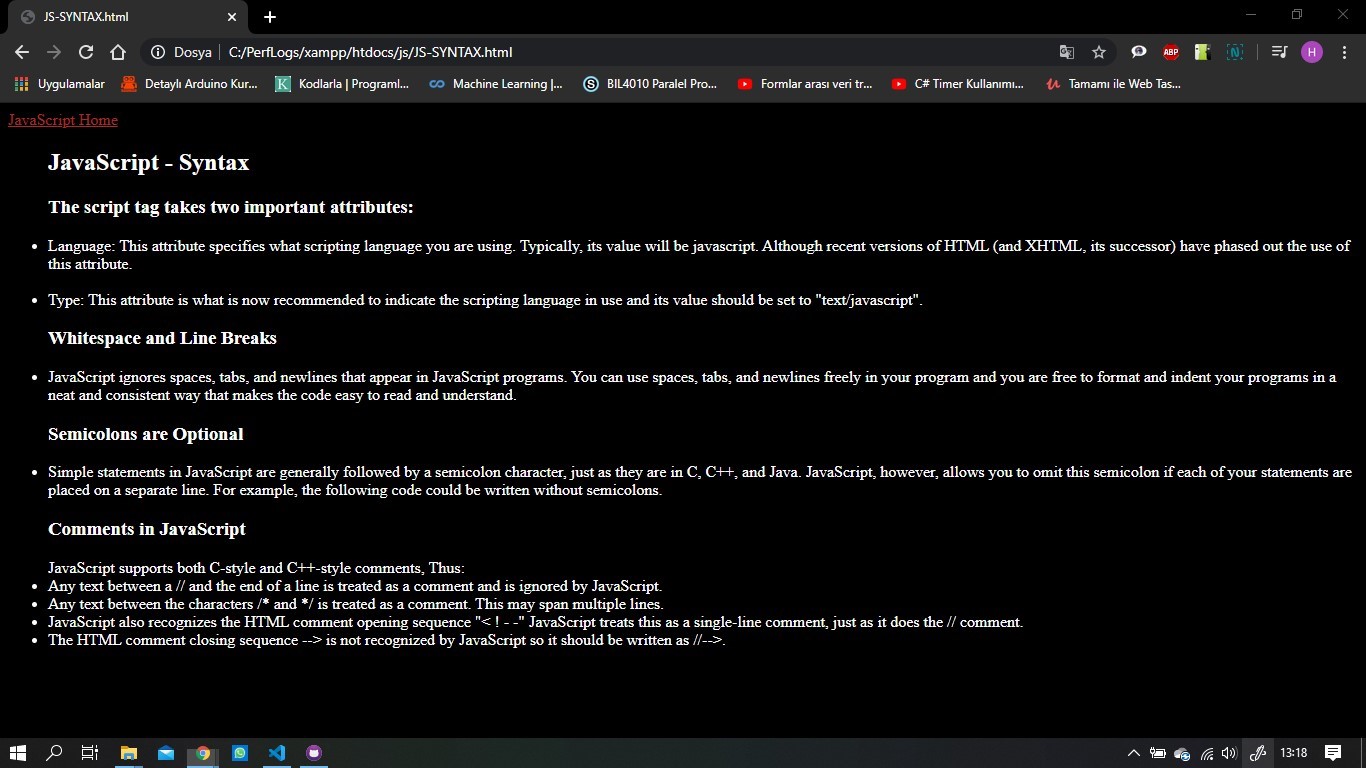 JS-SYNTAX.html
Dosya C:/PerfLogs/xampp/htdocs/js/JS-SYNTAX.html
ABP N H
Uygulamalar Detaylı Arduino Kur... K Kodlarla | Programl... Machine Learning |... S BIL4010 Paralel Pro... Formlar arası veri tr... C# Timer Kullanımı... Tamamı ile Web Tas...
JavaScript Home
JavaScript - Syntax
The script tag takes two important attributes:
• Language: This attribute specifies what scripting language you are using. Typically, its value will be javascript. Although recent versions of HTML (and XHTML, its successor) have phased out the use of
this attribute.
• Type: This attribute is what is now recommended to indicate the scripting language in use and its value should be set to "text/javascript".
Whitespace and Line Breaks
• JavaScript ignores spaces, tabs, and newlines that appear in JavaScript programs. You can use spaces, tabs, and newlines freely in your program and you are free to format and indent your programs in a
neat and consistent way that makes the code easy to read and understand.
Semicolons are Optional
• Simple statements in JavaScript are generally followed by a semicolon character, just as they are in C, C++, and Java. JavaScript, however, allows you to omit this semicolon if each of your statements are
placed on a separate line. For example, the following code could be written without semicolons.
Comments in JavaScript
JavaScript supports both C-style and C++-style comments, Thus:
• Any text between a // and the end of a line is treated as a comment and is ignored by JavaScript.
• Any text between the characters /* and */ is treated as a comment. This may span multiple lines.
• JavaScript also recognizes the HTML comment opening sequence "< ! - -" JavaScript treats this as a single-line comment, just as it does the // comment.
• The HTML comment closing sequence --> is not recognized by JavaScript so it should be written as //-->.
13:18